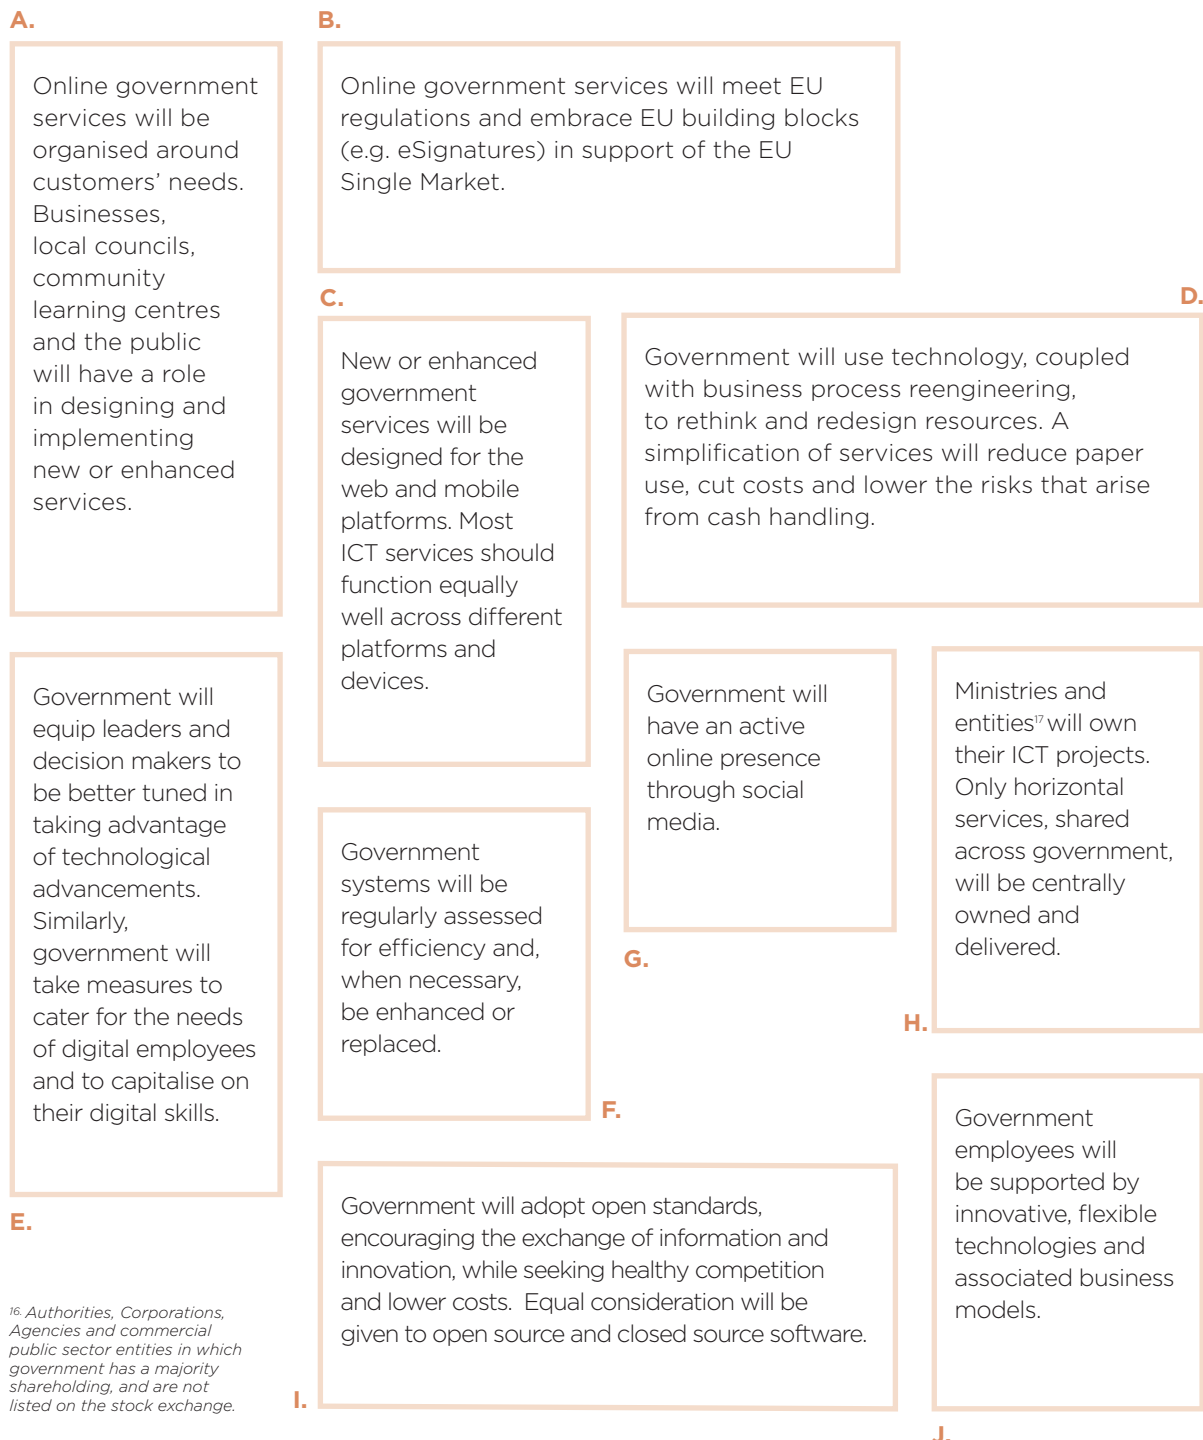 A.
Online government
services will be
organised around
customers’ needs.
Businesses,
local councils,
community
learning centres
and the public
will have a role
in designing and
implementing
new or enhanced
services.
B.
Online government services will meet EU
regulations and embrace EU building blocks
(e.g. eSignatures) in support of the EU
Single Market.
C.
New or enhanced
government
services will be
designed for the
web and mobile
platforms. Most
ICT services should
function equally
well across different
platforms and
devices.
D.
Government will use technology, coupled
with business process reengineering,
to rethink and redesign resources. A
simplification of services will reduce paper
use, cut costs and lower the risks that arise
from cash handling.
Government will
equip leaders and
decision makers to
be better tuned in
taking advantage
of technological
advancements.
Similarly,
government will
take measures to
cater for the needs
of digital employees
and to capitalise on
their digital skills.
E.
Government
systems will be
regularly assessed
for efficiency and,
when necessary,
be enhanced or
replaced.
F.
Government will
have an active
online presence
through social
media.
G.
Ministries and
entities17 will own
their ICT projects.
Only horizontal
services, shared
across government,
will be centrally
owned and
delivered.
H.
Government will adopt open standards,
encouraging the exchange of information and
innovation, while seeking healthy competition
and lower costs. Equal consideration will be
given to open source and closed source software.
I.
Government
employees will
be supported by
innovative, flexible
technologies and
associated business
models.
J.
16. Authorities, Corporations,
Agencies and commercial
public sector entities in which
government has a majority
shareholding, and are not
listed on the stock exchange.